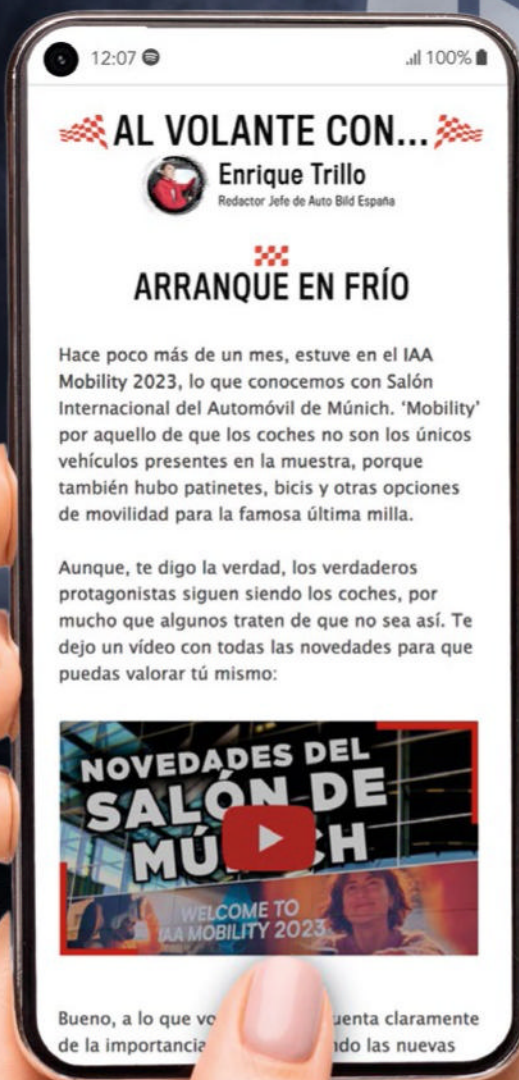 12:07
100%
AL VOLANTE CON...
Enrique Trillo
Redactor Jefe de Auto Bild España
ARRANQUE EN FRÍO
Hace poco más de un mes, estuve en el IAA
Mobility 2023, lo que conocemos con Salón
Internacional del Automóvil de Múnich. ‘Mobility’
por aquello de que los coches no son los únicos
vehículos presentes en la muestra, porque
también hubo patinetes, bicis y otras opciones
de movilidad para la famosa última milla.
Aunque, te digo la verdad, los verdaderos
protagonistas siguen siendo los coches, por
mucho que algunos traten de que no sea así. Te
dejo un vídeo con todas las novedades para que
puedas valorar tú mismo:
NOVEDADES DEL
SALÓN DE
MÚ CH
WELCOME TO
IAA MOBILITY 2023
Bueno, a lo que claramente
de la importancia las nuevas